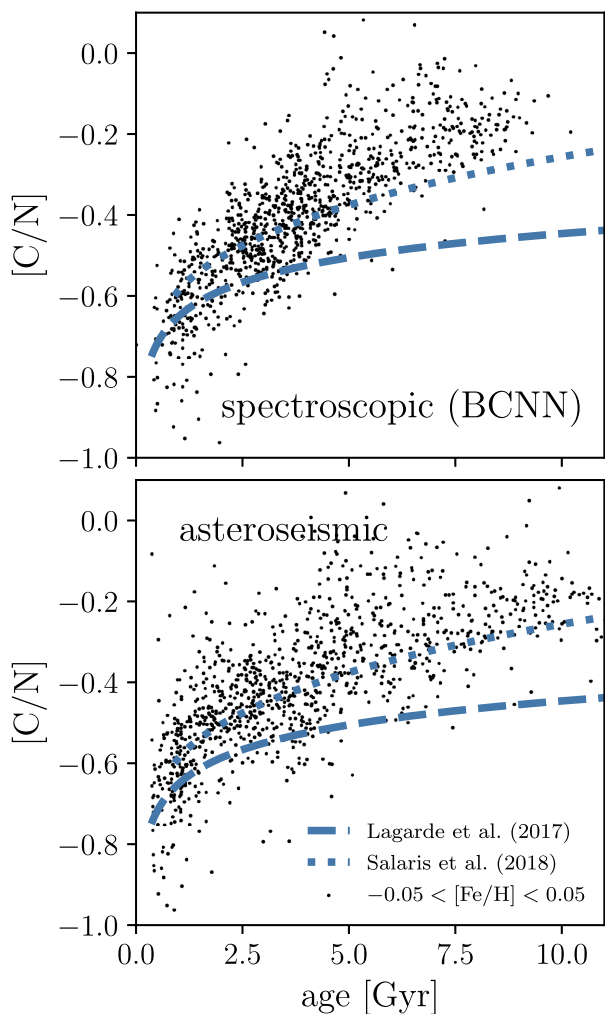 0.0
−0.2
−0.4
−0.6
−0.8
−1.0
[C/N]
spectroscopic (BCNN)
asteroseismic
0.0
−0.2
−0.4
−0.6
−0.8
−1.0
[C/N]
Lagarde et al. (2017)
Salaris et al. (2018)
−0.05 < [Fe/H] < 0.05
0.0 2.5 5.0 7.5 10.0
age [Gyr]